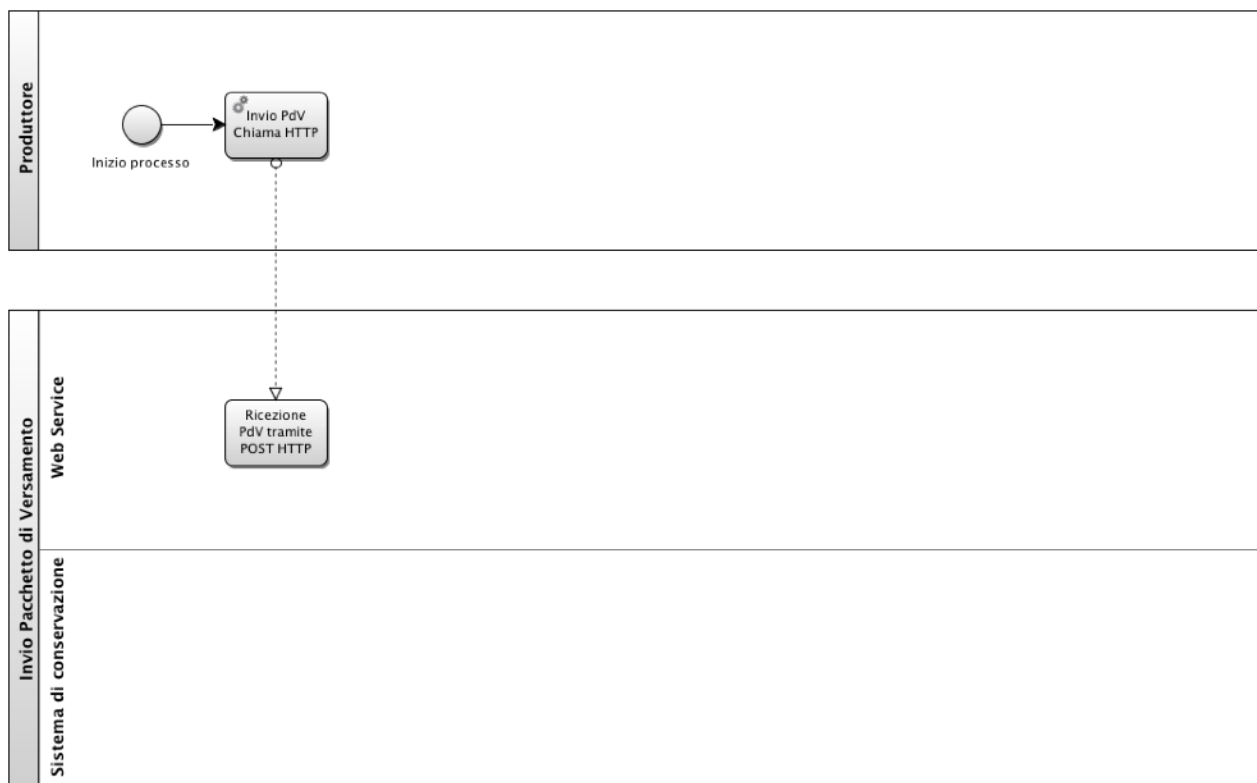 Produttore
Inizio processo
Invio PdV
Chiama HTTP
Invio Pacchetto di Versamento
Web Service
Ricezione
PdV tramite
POST HTTP
Sistema di conservazione